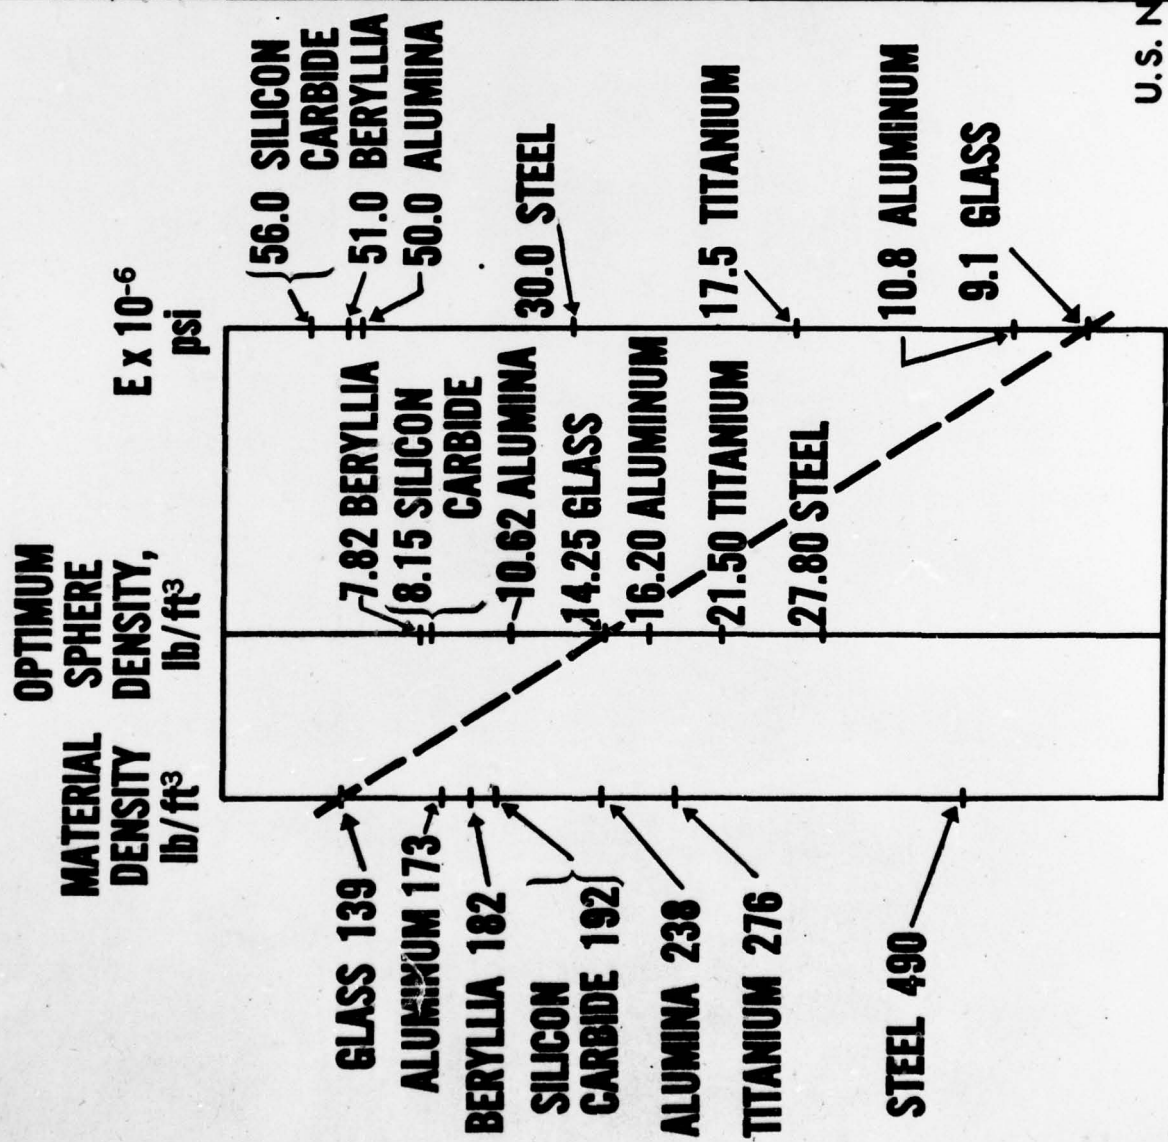 OPTIMUM
MATERIAL SPHERE
DENSITY DENSITY, E x 10⁻⁶
lb/ft³ lb/ft³ psi
GLASS 139
ALUMINUM 173
BERYLLIA 182
SILICON
CARBIDE 192
ALUMINA 238
TITANIUM 276
STEEL 490
7.82 BERYLLIA
8.15 SILICON
CARBIDE
10.62 ALUMINA
14.25 GLASS
16.20 ALUMINUM
21.50 TITANIUM
27.80 STEEL
56.0 SILICON
CARBIDE
51.0 BERYLLIA
50.0 ALUMINA
30.0 STEEL
17.5 TITANIUM
10.8 ALUMINUM
9.1 GLASS
U.S. N